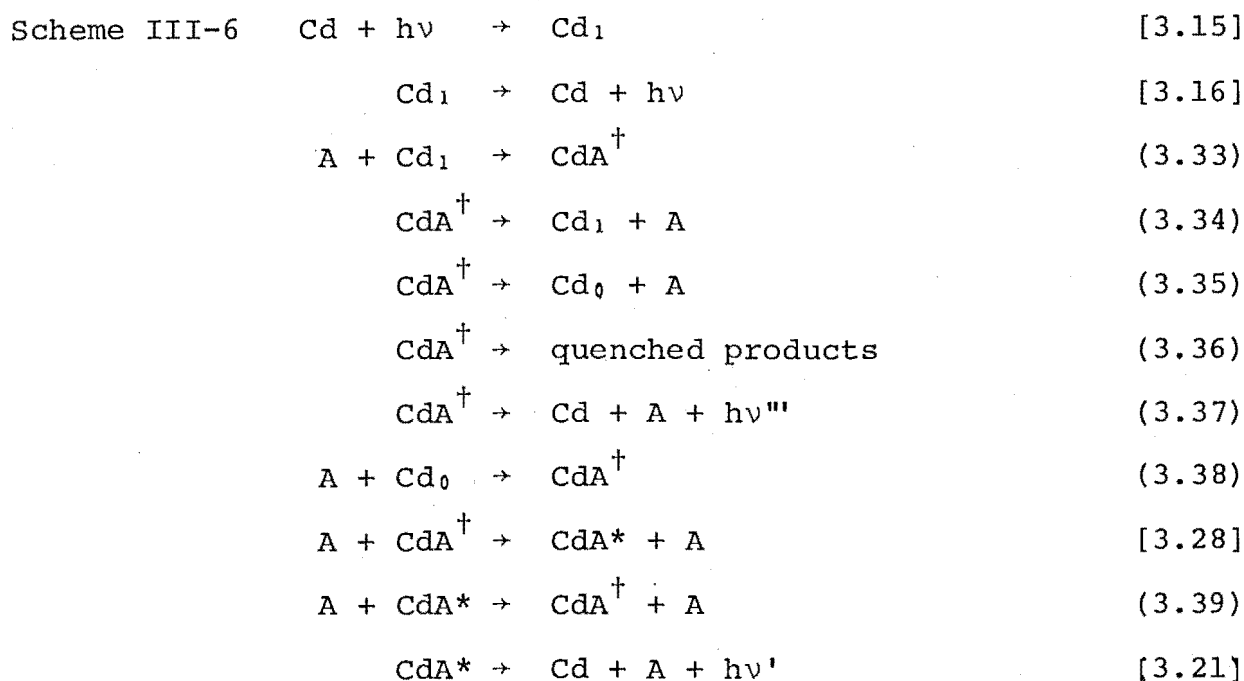 Scheme III-6 Cd + hν → Cd₁ [3.15]
Cd₁ → Cd + hν [3.16]
A + Cd₁ → CdA† (3.33)
CdA† → Cd₁ + A (3.34)
CdA† → Cd₀ + A (3.35)
CdA† → quenched products (3.36)
CdA† → Cd + A + hν"' (3.37)
A + Cd₀ → CdA† (3.38)
A + CdA† → CdA* + A [3.28]
A + CdA* → CdA† + A (3.39)
CdA* → Cd + A + hν' [3.21]